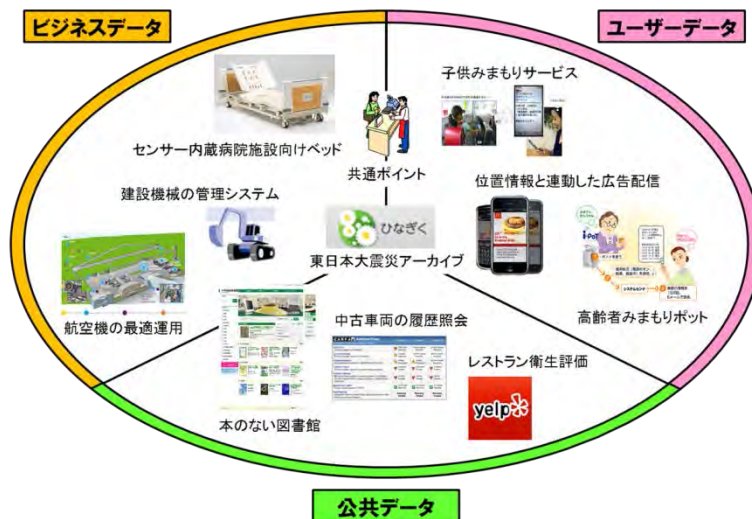 ビジネスデータ
ユーザーデータ
子供みまもりサービス
センサー内蔵病院施設向けベッド
共通ポイント
建設機械の管理システム
位置情報と連動した広告配信
ひなぎく
東日本大震災アーカイブ
i-PoT
航空機の最適運用
中古車両の履歴照会
高齢者みまもりポット
レストラン衛生評価
yelp
本のない図書館
公共データ